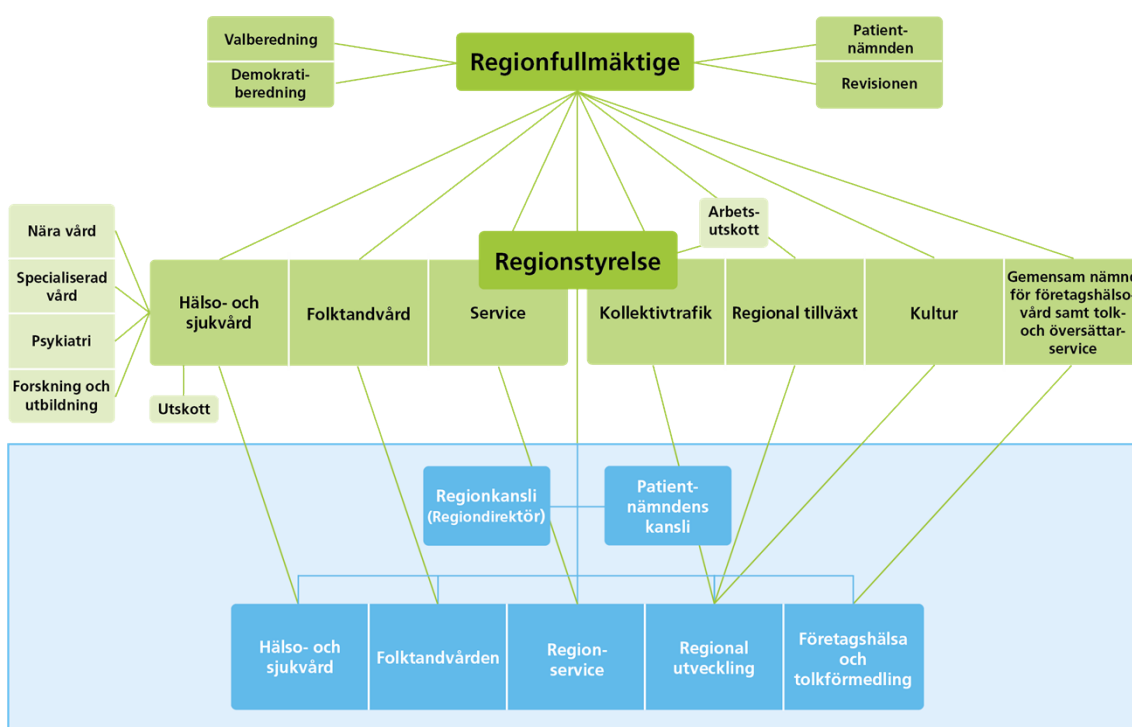 Valberedning
Demokrati-
beredning
Regionfullmäktige
Patient-
nämnden
Revisionen
Arbets-
utskott
Nära vård
Specialiserad
vård
Psykiatri
Forskning och
utbildning
Regionstyrelse
Hälso- och
sjukvård
Folktandvård
Service
Kollektivtrafik
Regional tillväxt
Kultur
Gemensam nämnd
för företagshälso-
vård samt tolk-
och översättar-
service
Utskott
Regionkansli
(Regiondirektör)
Patient-
nämndens
kansli
Hälso- och
sjukvård
Folktandvården
Region-
service
Regional
utveckling
Företagshälsa
och
tolkförmedling